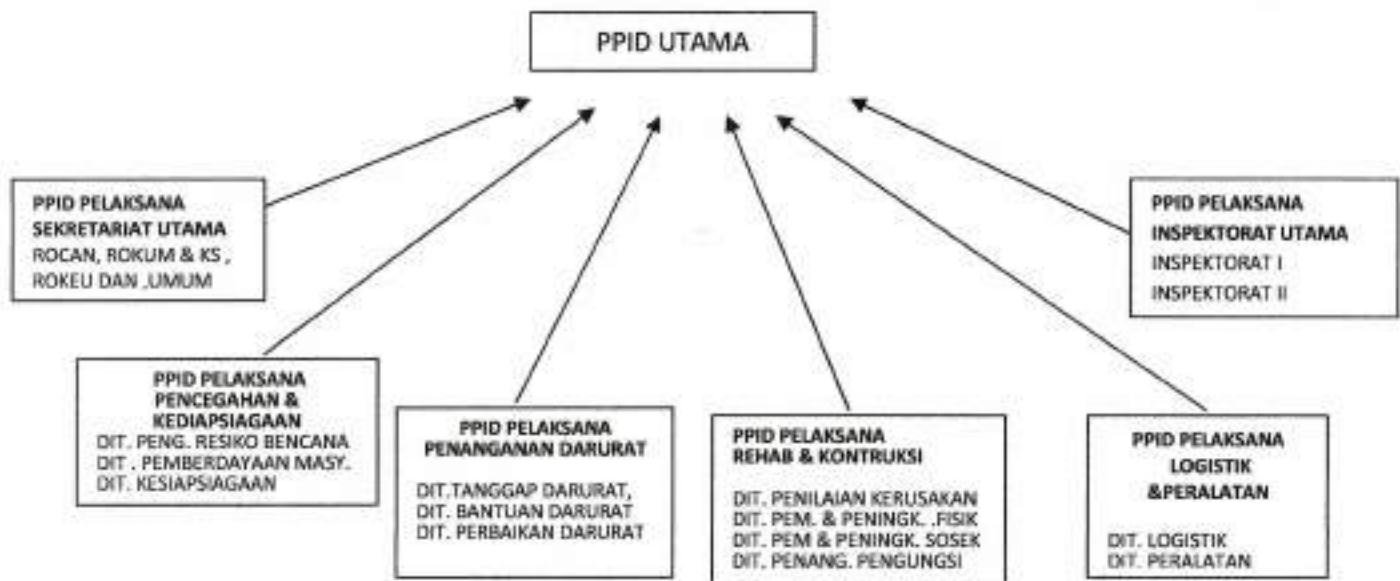 PPID UTAMA
PPID PELAKSANA
SEKRETARIAT UTAMA
ROCAN, ROKUM & KS ,
ROKEU DAN .UMUM
PPID PELAKSANA
INSPEKTORAT UTAMA
INSPEKTORAT I
INSPEKTORAT II
PPID PELAKSANA
PENCEGAHAN &
KEDIAPSIAGAAN
DIT. PENG. RESIKO BENCANA
DIT . PEMBERDAYAAN MASY.
DIT. KESIAPSIAGAAN
PPID PELAKSANA
PENANGANAN DARURAT
DIT.TANGGAP DARURAT,
DIT. BANTUAN DARURAT
DIT. PERBAIKAN DARURAT
PPID PELAKSANA
REHAB & KONTRUKSI
DIT. PENILAIAN KERUSAKAN
DIT. PEM. & PENINGK. .FISIK
DIT. PEM & PENINGK. SOSEK
DIT. PENANG. PENGUNGSI
PPID PELAKSANA
LOGISTIK
&PERALATAN
DIT. LOGISTIK
DIT. PERALATAN